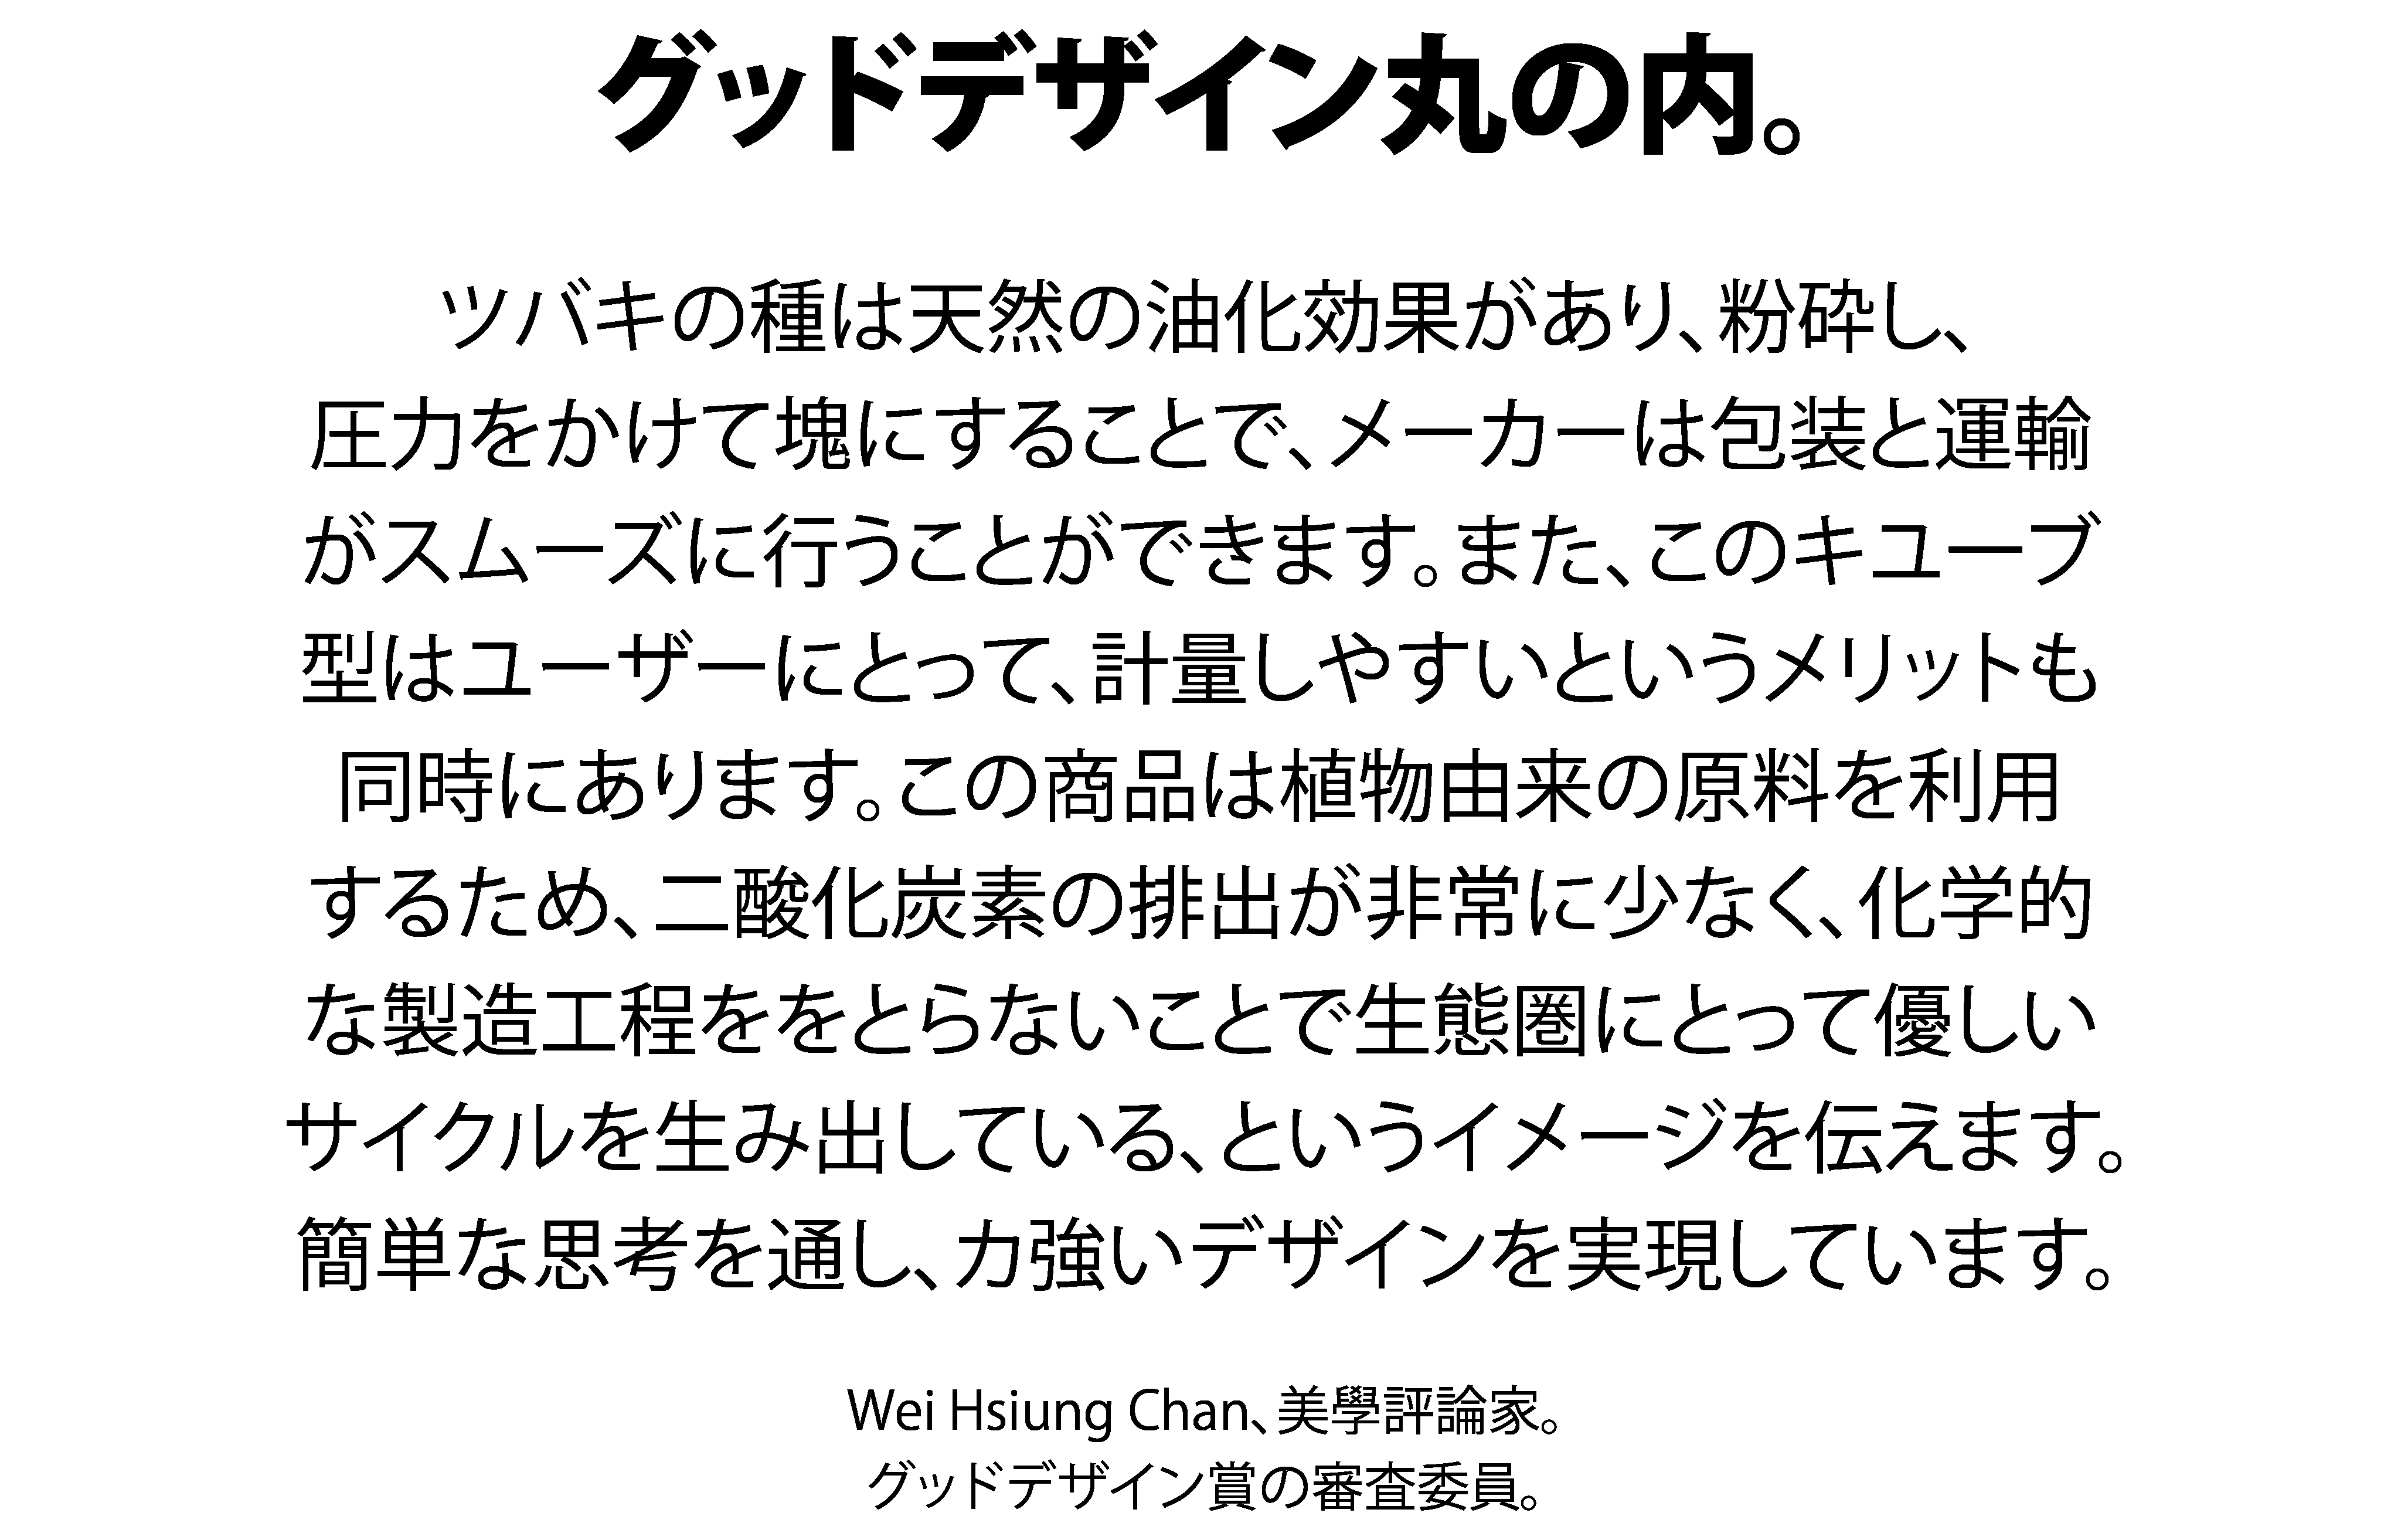 グッドデザイン丸の内。
ツバキの種は天然の油化効果があり、粉砕し、
圧力をかけて塊にすることで、メーカーは包装と運輸
がスムーズに行うことができます。また、このキユーブ
型はユーザーにとって、計量しやすいというメリットも
同時にあります。この商品は植物由来の原料を利用
するため、二酸化炭素の排出が非常に少なく、化学的
な製造工程ををとらないことで生態圏にとって優しい
サイクルを生み出している、というイメージを伝えます。
簡単な思考を通し、力強いデザインを実現しています。
Wei Hsiung Chan、美學評論家。
グッドデザイン賞の審査委員。